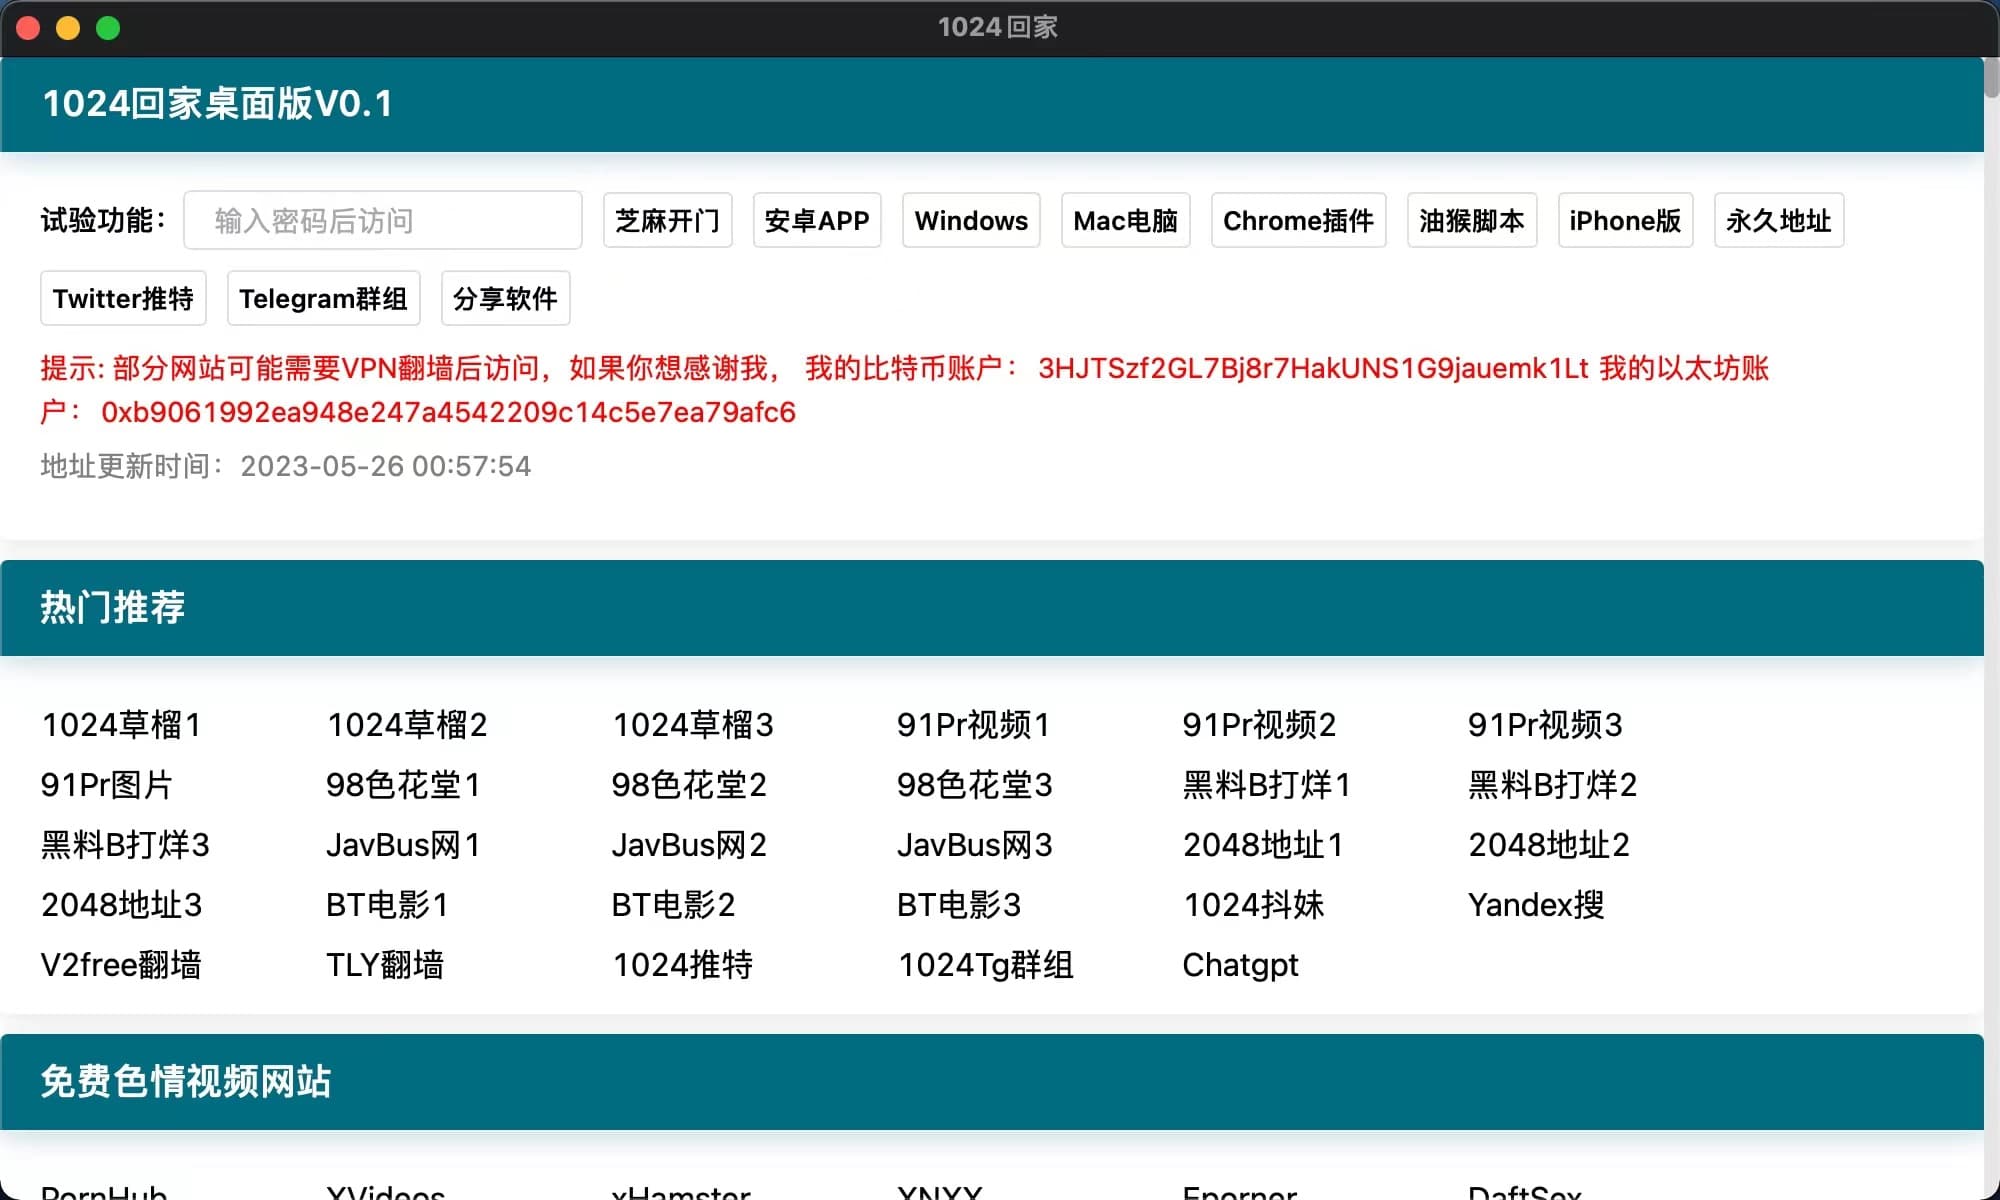 1024回家
1024回家桌面版V0.1
试验功能： 输入密码后访问 芝麻开门 安卓APP Windows Mac电脑 Chrome插件 油猴脚本 iPhone版 永久地址
Twitter推特 Telegram群组 分享软件
提示: 部分网站可能需要VPN翻墙后访问，如果你想感谢我， 我的比特币账户： 3HJTSzf2GL7Bj8r7HakUNS1G9jauemk1Lt 我的以太坊账
户： 0xb9061992ea948e247a4542209c14c5e7ea79afc6
地址更新时间：2023-05-26 00:57:54
热门推荐
1024草榴1 1024草榴2 1024草榴3 91Pr视频1 91Pr视频2 91Pr视频3
91Pr图片 98色花堂1 98色花堂2 98色花堂3 黑料B打烊1 黑料B打烊2
黑料B打烊3 JavBus网1 JavBus网2 JavBus网3 2048地址1 2048地址2
2048地址3 BT电影1 BT电影2 BT电影3 1024抖妹 Yandex搜
V2free翻墙 TLY翻墙 1024推特 1024Tg群组 Chatgpt
免费色情视频网站
PornHub XVideos xHamster XNXX Eporner DaftSex